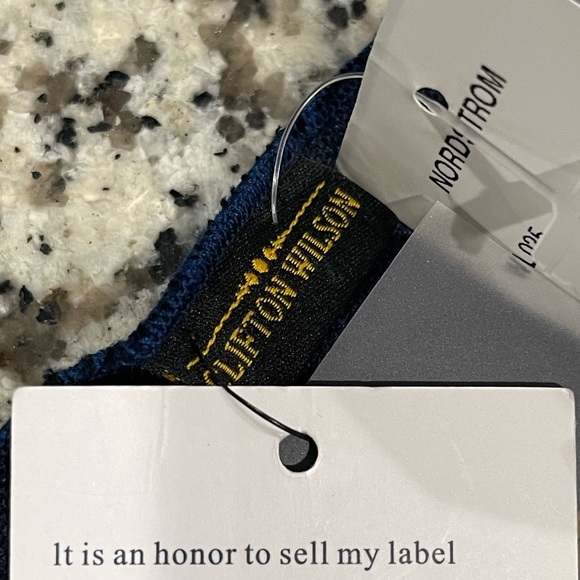 NORDSTROM
CLIFTON WILSON
It is an honor to sell my label